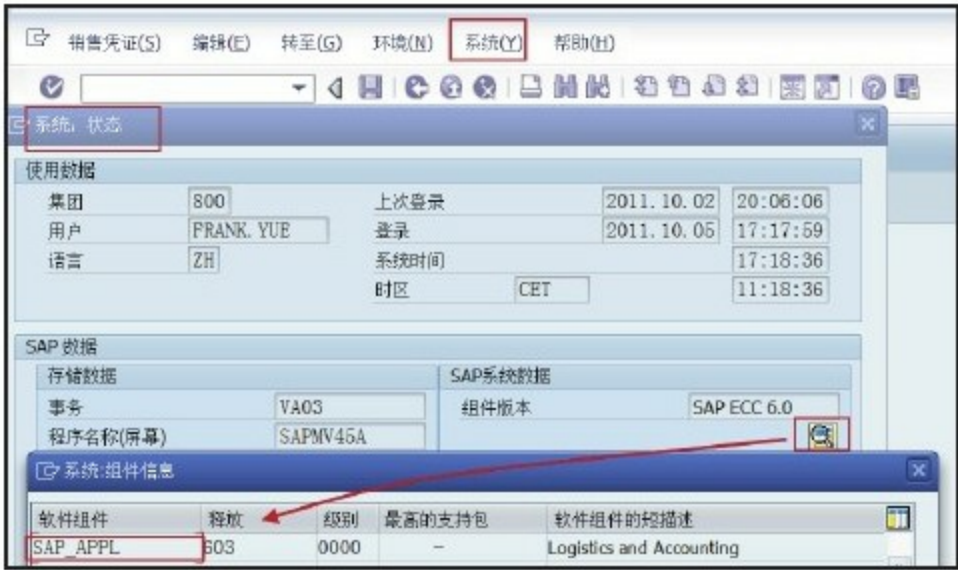 销售凭证(S) 编辑(E) 转至(G) 环境(N) 系统(Y) 帮助(H)
系统: 状态
使用数据
集团 800 上次登录 2011.10.02 20:06:06
用户 FRANK.YUE 登录 2011.10.05 17:17:59
语言 ZH 系统时间 17:18:36
时区 CET 11:18:36
SAP 数据
存储数据 SAP系统数据
事务 VA03 组件版本 SAP ECC 6.0
程序名称(屏幕) SAPMV45A
系统:组件信息
软件组件 释放 级别 最高的支持包 软件组件的短描述
SAP_APPL 603 0000 - Logistics and Accounting